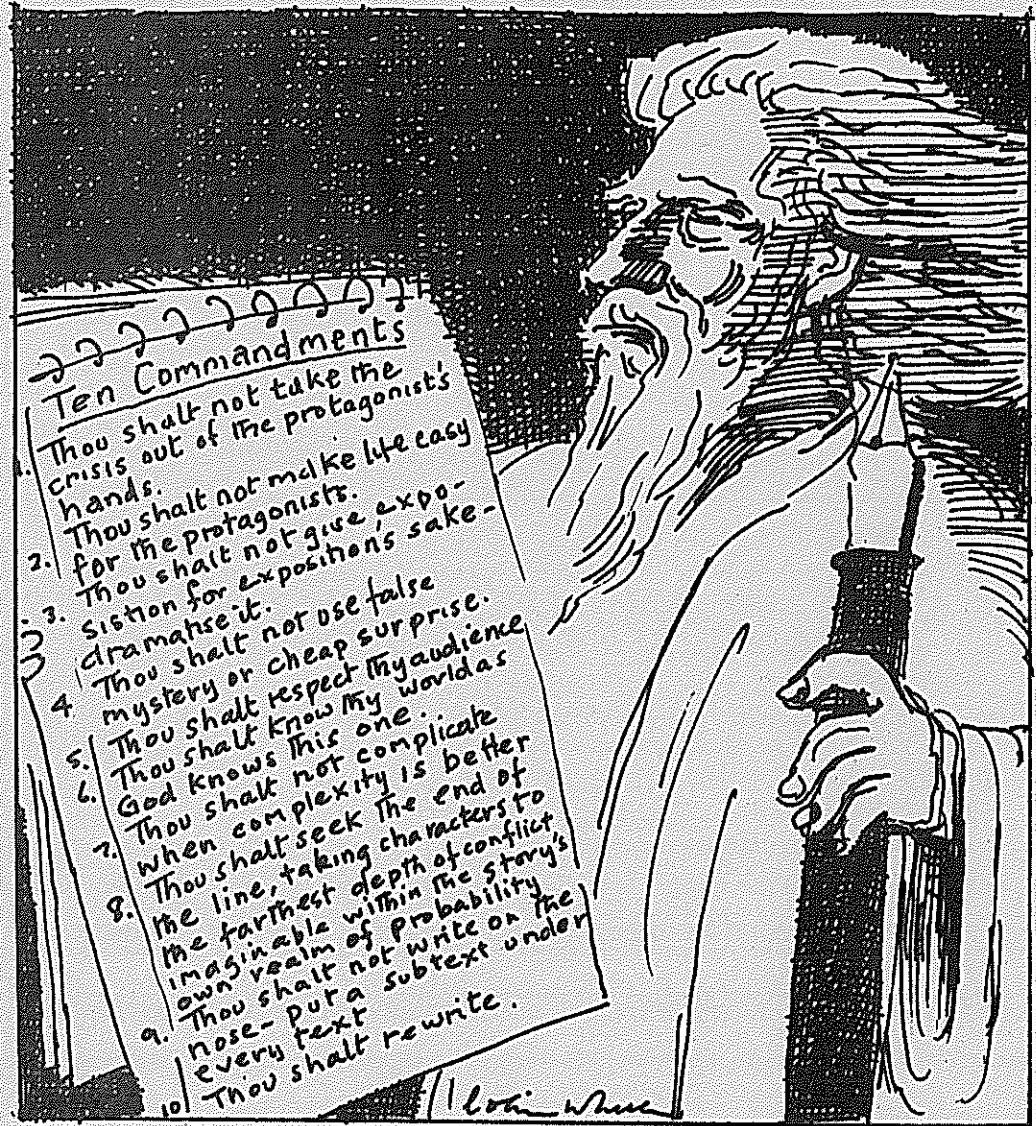 Ten Commandments
1. Thou shalt not take the
crisis out of the protagonist's
hands.
2. Thou shalt not make life easy
for the protagonists.
3. Thou shalt not give expo-
sistion for exposition's sake-
dramatise it.
4 Thou shalt not use false
mystery or cheap surprise.
5. Thou shalt respect thy audience
6. Thou shalt know thy world as
God knows this one.
7. Thou shalt not complicate
when complexity is better
8. Thou shalt seek the end of
the line, taking characters to
the farthest depth of conflict
imaginable within the story's
own realm of probability
9. Thou shalt not write on the
nose- put a subtext under
every text
10 Thou shalt rewrite.